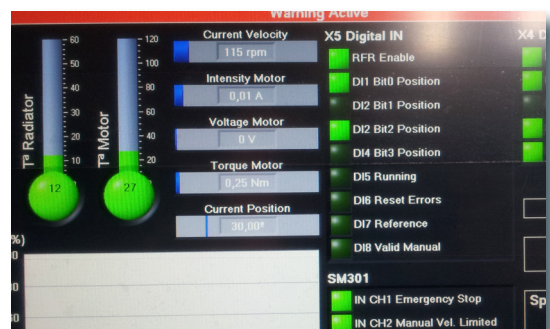 Warning Active
Current Velocity
115 rpm
Intensity Motor
0,01 A
Voltage Motor
0 V
Torque Motor
0,25 Nm
Current Position
30,00º
Tª Radiator
60
50
40
30
20
10
12
Tª Motor
120
100
80
60
40
20
27
%)
0
X5 Digital IN
RFR Enable
DI1 Bit0 Position
DI2 Bit1 Position
DI2 Bit2 Position
DI4 Bit3 Position
DI5 Running
DI6 Reset Errors
DI7 Reference
DI8 Valid Manual
SM301
IN CH1 Emergency Stop
IN CH2 Manual Vel. Limited
X4 D
Sp